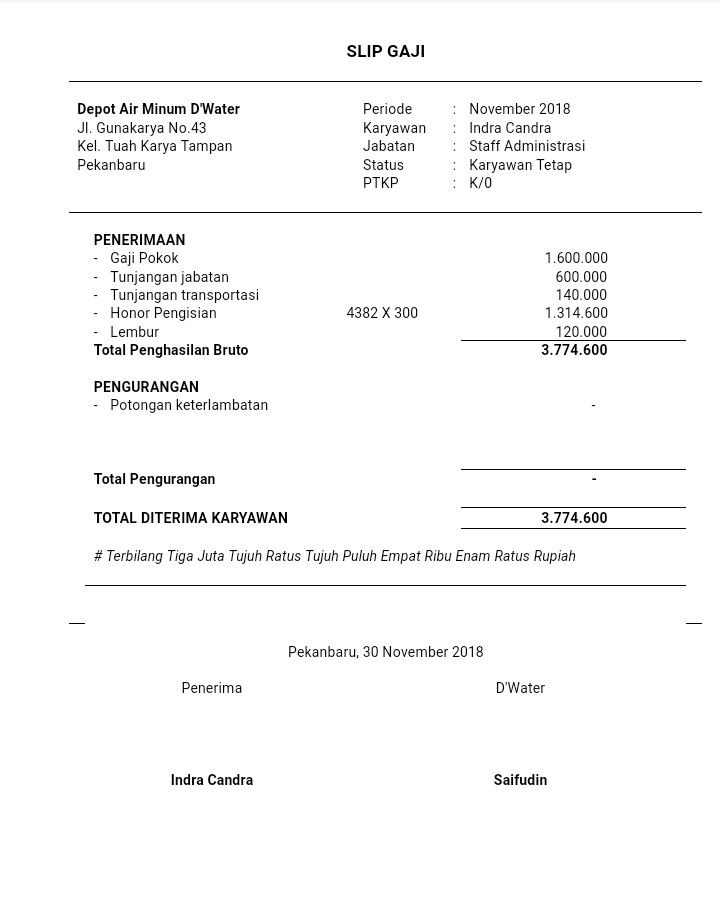 SLIP GAJI
Depot Air Minum D'Water
Jl. Gunakarya No.43
Kel. Tuah Karya Tampan
Pekanbaru
Periode : November 2018
Karyawan : Indra Candra
Jabatan : Staff Administrasi
Status : Karyawan Tetap
PTKP : K/0
PENERIMAAN
- Gaji Pokok 1.600.000
- Tunjangan jabatan 600.000
- Tunjangan transportasi 140.000
- Honor Pengisian 4382 X 300 1.314.600
- Lembur 120.000
Total Penghasilan Bruto 3.774.600
PENGURANGAN
- Potongan keterlambatan -
Total Pengurangan -
TOTAL DITERIMA KARYAWAN 3.774.600
# Terbilang Tiga Juta Tujuh Ratus Tujuh Puluh Empat Ribu Enam Ratus Rupiah
Pekanbaru, 30 November 2018
Penerima D'Water
Indra Candra Saifudin